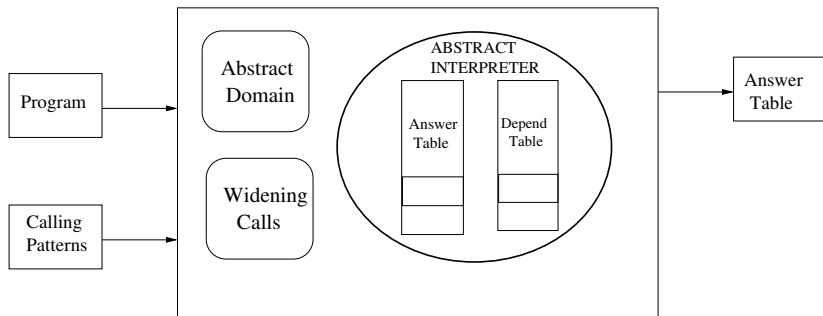 Program
Calling
Patterns
Abstract
Domain
Widening
Calls
ABSTRACT
INTERPRETER
Answer
Table
Depend
Table
Answer
Table